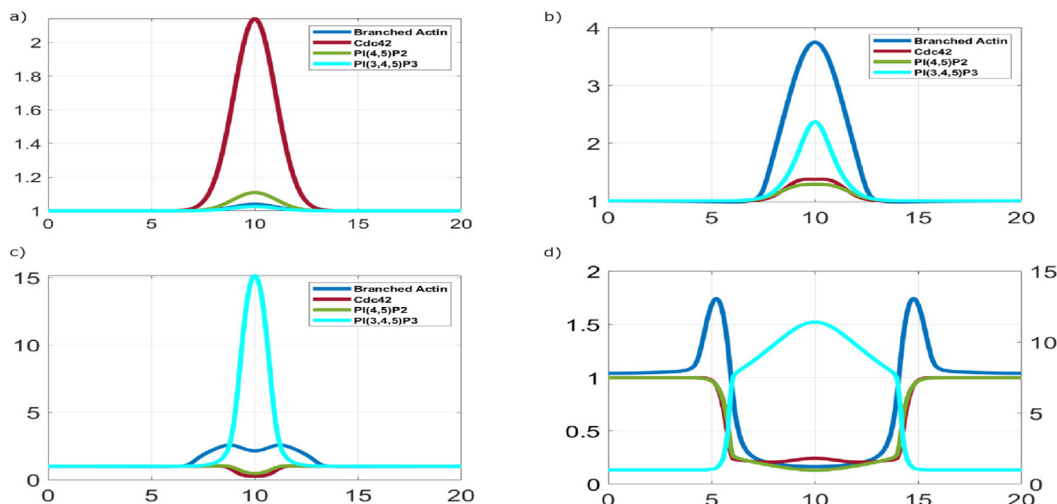 a)
2
1.8
1.6
1.4
1.2
1
0 5 10 15 20
Branched Actin
Cdc42
PI(4,5)P2
PI(3,4,5)P3
b)
4
3
2
1
0 5 10 15 20
Branched Actin
Cdc42
PI(4,5)P2
PI(3,4,5)P3
c)
15
10
5
0
0 5 10 15 20
Branched Actin
Cdc42
PI(4,5)P2
PI(3,4,5)P3
d)
2
1.5
1
0.5
0
15
10
5
0
0 5 10 15 20